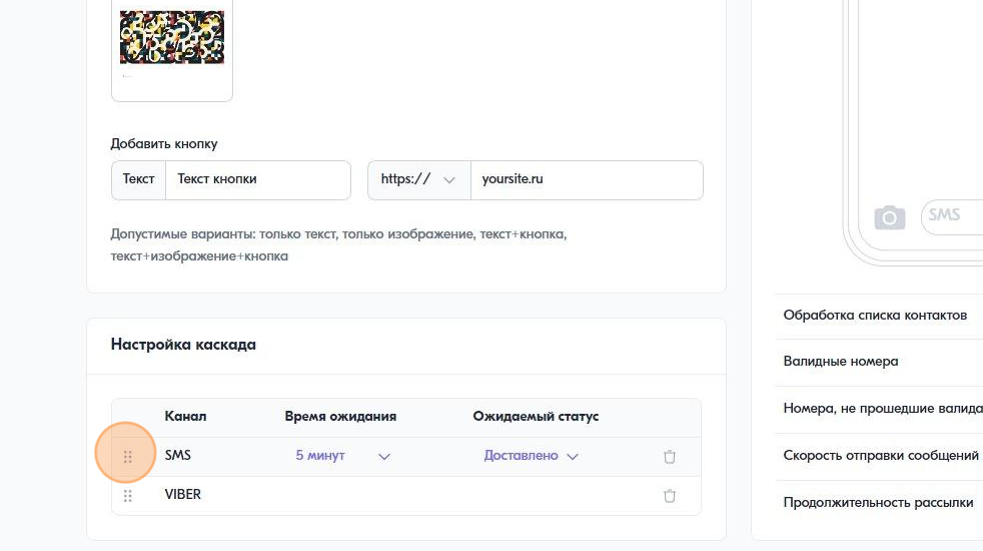 Добавить кнопку
Текст Текст кнопки https:// yoursite.ru
Допустимые варианты: только текст, только изображение, текст+кнопка,
текст+изображение+кнопка
Настройка каскада
Канал Время ожидания Ожидаемый статус
SMS 5 минут Доставлено
VIBER
SMS
Обработка списка контактов
Валидные номера
Номера, не прошедшие валида
Скорость отправки сообщений
Продолжительность рассылки